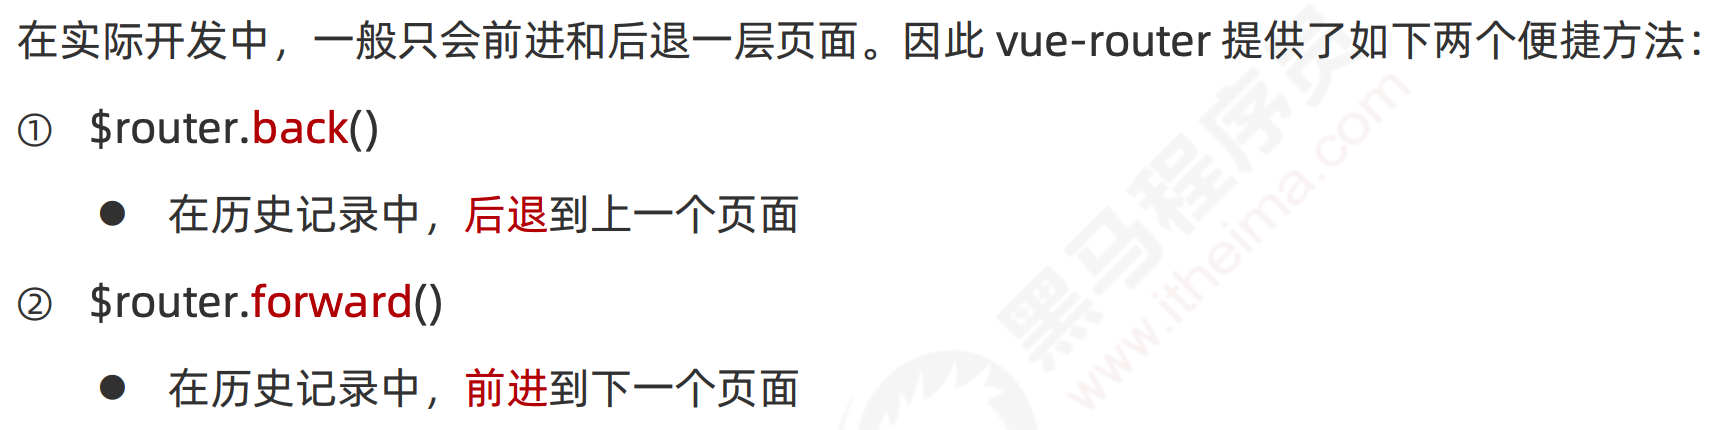 在实际开发中，一般只会前进和后退一层页面。因此 vue-router 提供了如下两个便捷方法：
① $router.back()
● 在历史记录中，后退到上一个页面
② $router.forward()
● 在历史记录中，前进到下一个页面
黑马程序员
www.itheima.com